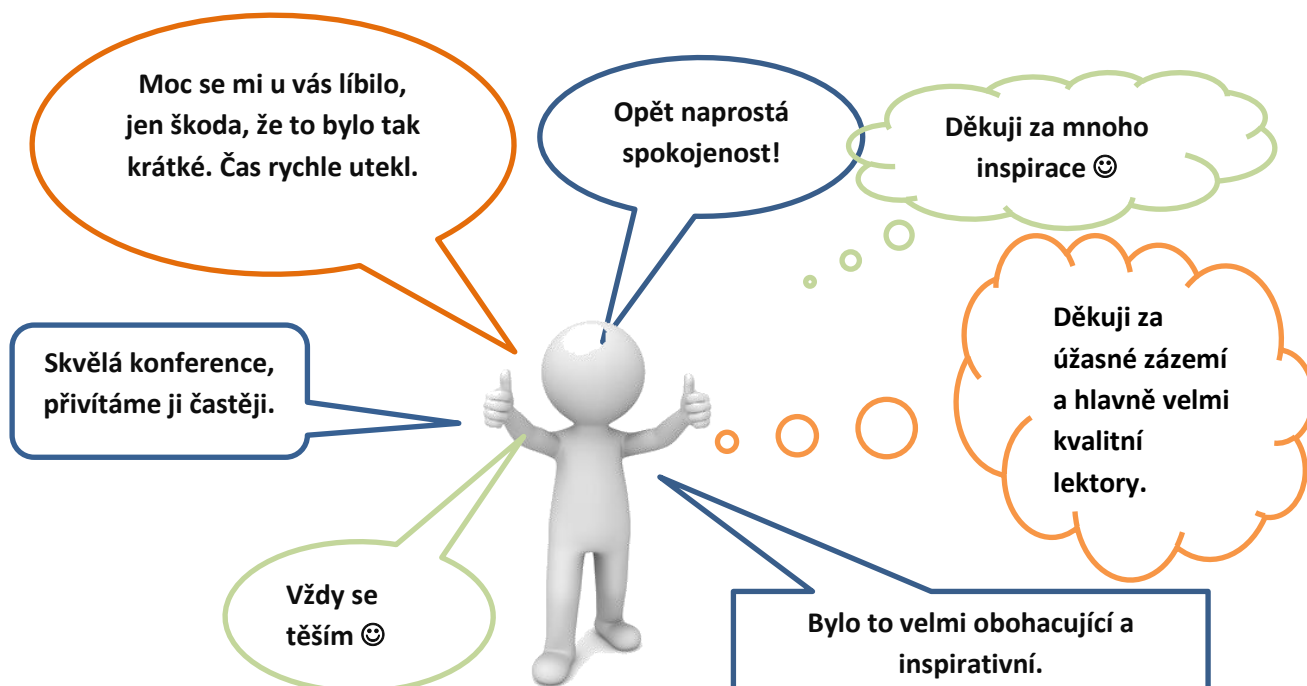 Moc se mi u vás líbilo,
jen škoda, že to bylo tak
krátké. Čas rychle utekl.
Opět naprostá
spokojenost!
Děkuji za mnoho
inspirace ☺
Skvělá konference,
přivítáme ji častěji.
Děkuji za
úžasné zázemí
a hlavně velmi
kvalitní
lektory.
Vždy se
těším ☺
Bylo to velmi obohacující a
inspirativní.